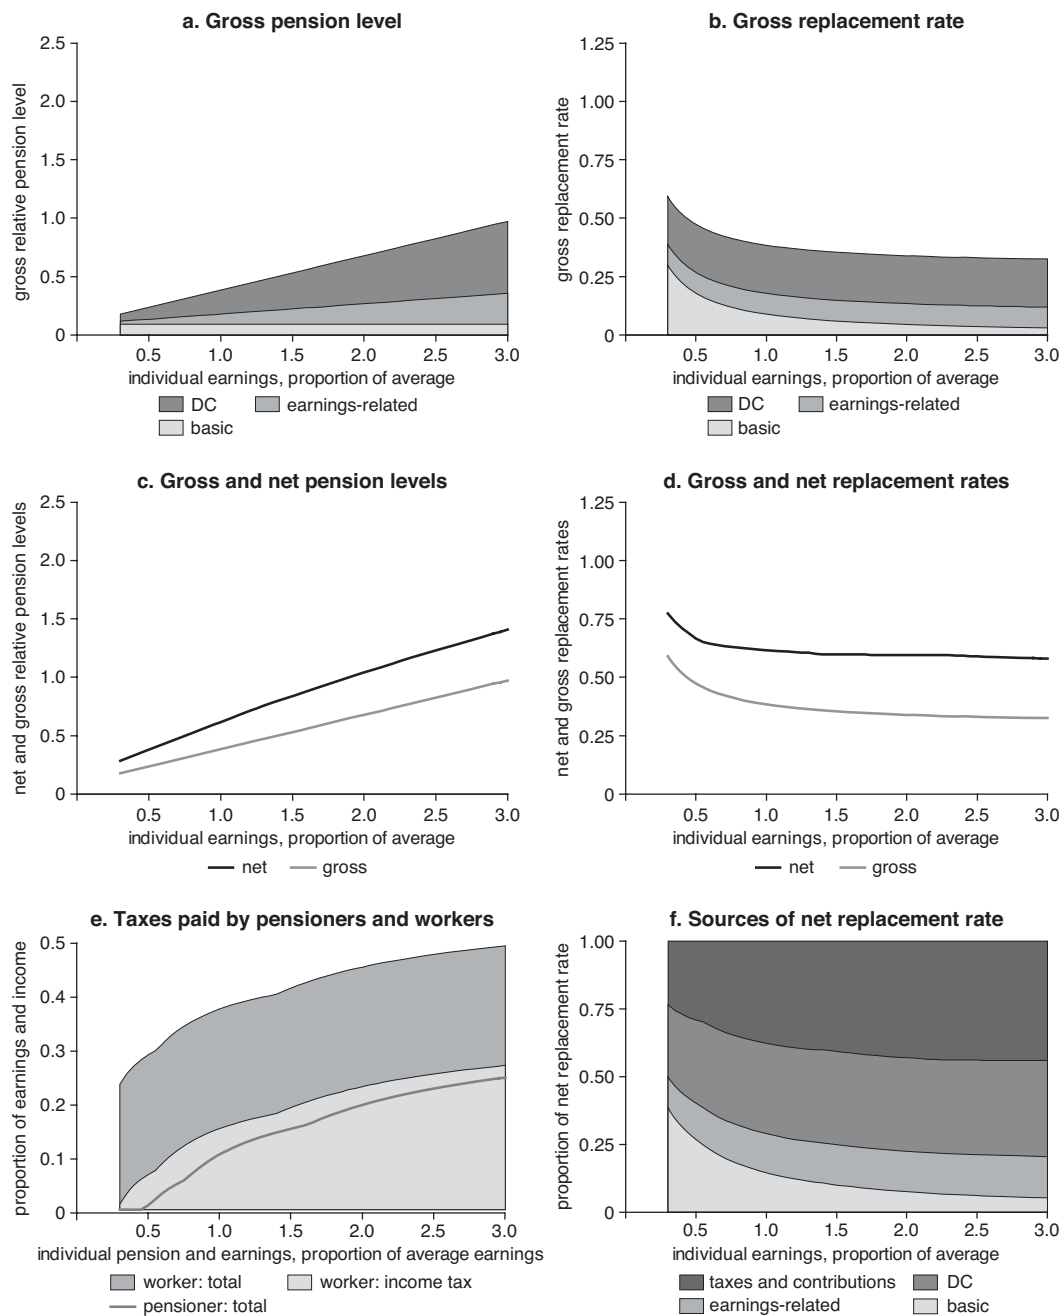 a. Gross pension level
gross relative pension level
2.5
2.0
1.5
1.0
0.5
0
0.5 1.0 1.5 2.0 2.5 3.0
individual earnings, proportion of average
DC earnings-related
basic
b. Gross replacement rate
gross replacement rate
1.25
1.00
0.75
0.50
0.25
0
0.5 1.0 1.5 2.0 2.5 3.0
individual earnings, proportion of average
DC earnings-related
basic
c. Gross and net pension levels
net and gross relative pension levels
2.5
2.0
1.5
1.0
0.5
0
0.5 1.0 1.5 2.0 2.5 3.0
individual earnings, proportion of average
net gross
d. Gross and net replacement rates
net and gross replacement rates
1.25
1.00
0.75
0.50
0.25
0
0.5 1.0 1.5 2.0 2.5 3.0
individual earnings, proportion of average
net gross
e. Taxes paid by pensioners and workers
proportion of earnings and income
0.5
0.4
0.3
0.2
0.1
0
0.5 1.0 1.5 2.0 2.5 3.0
individual pension and earnings, proportion of average earnings
worker: total worker: income tax
pensioner: total
f. Sources of net replacement rate
proportion of net replacement rate
1.00
0.75
0.50
0.25
0
0.5 1.0 1.5 2.0 2.5 3.0
individual earnings, proportion of average
taxes and contributions DC
earnings-related basic